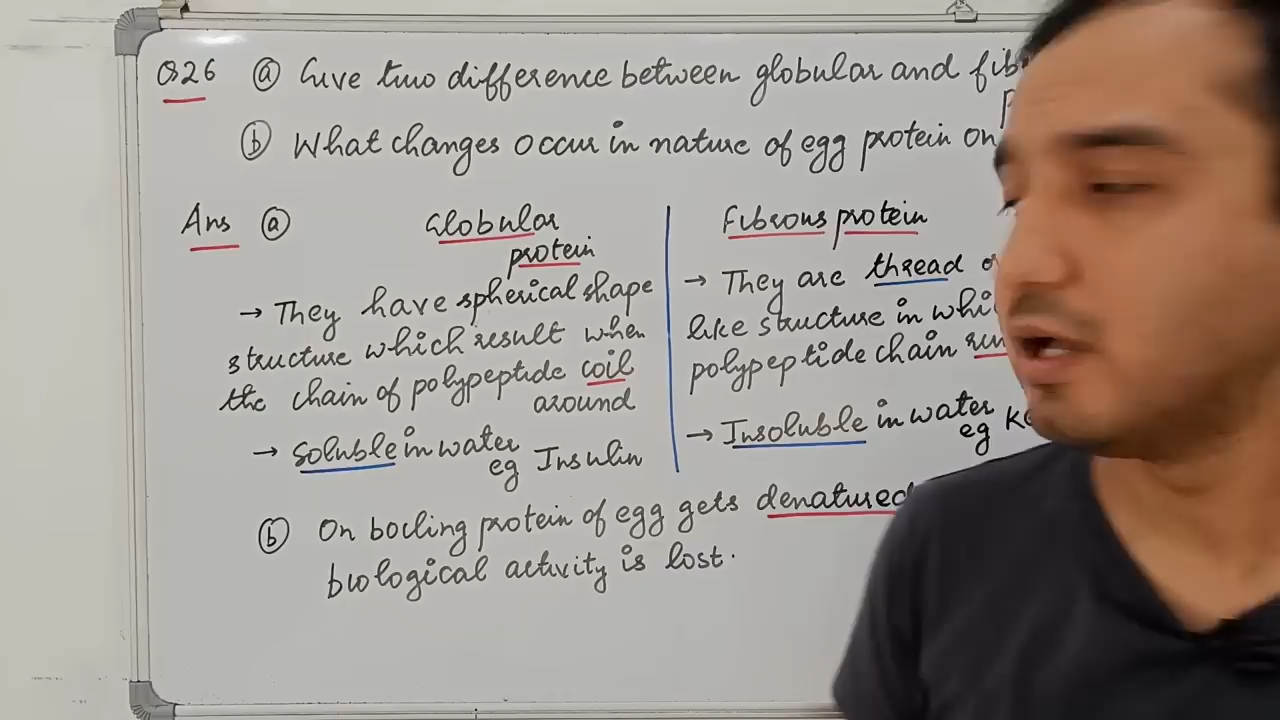 Q26 ⓐ Give two difference between globular and
ⓑ What changes occur in nature of egg protein on
Ans ⓐ
Globular
protein
→ They have spherical shape
structure which result when
the chain of polypeptide coil
around
→ Soluble in water
eg Insulin
Fibrous protein
→ They are thread
like structure in
polypeptide chain
→ Insoluble in water
eg
ⓑ On boiling protein of egg gets denatured
biological activity is lost.